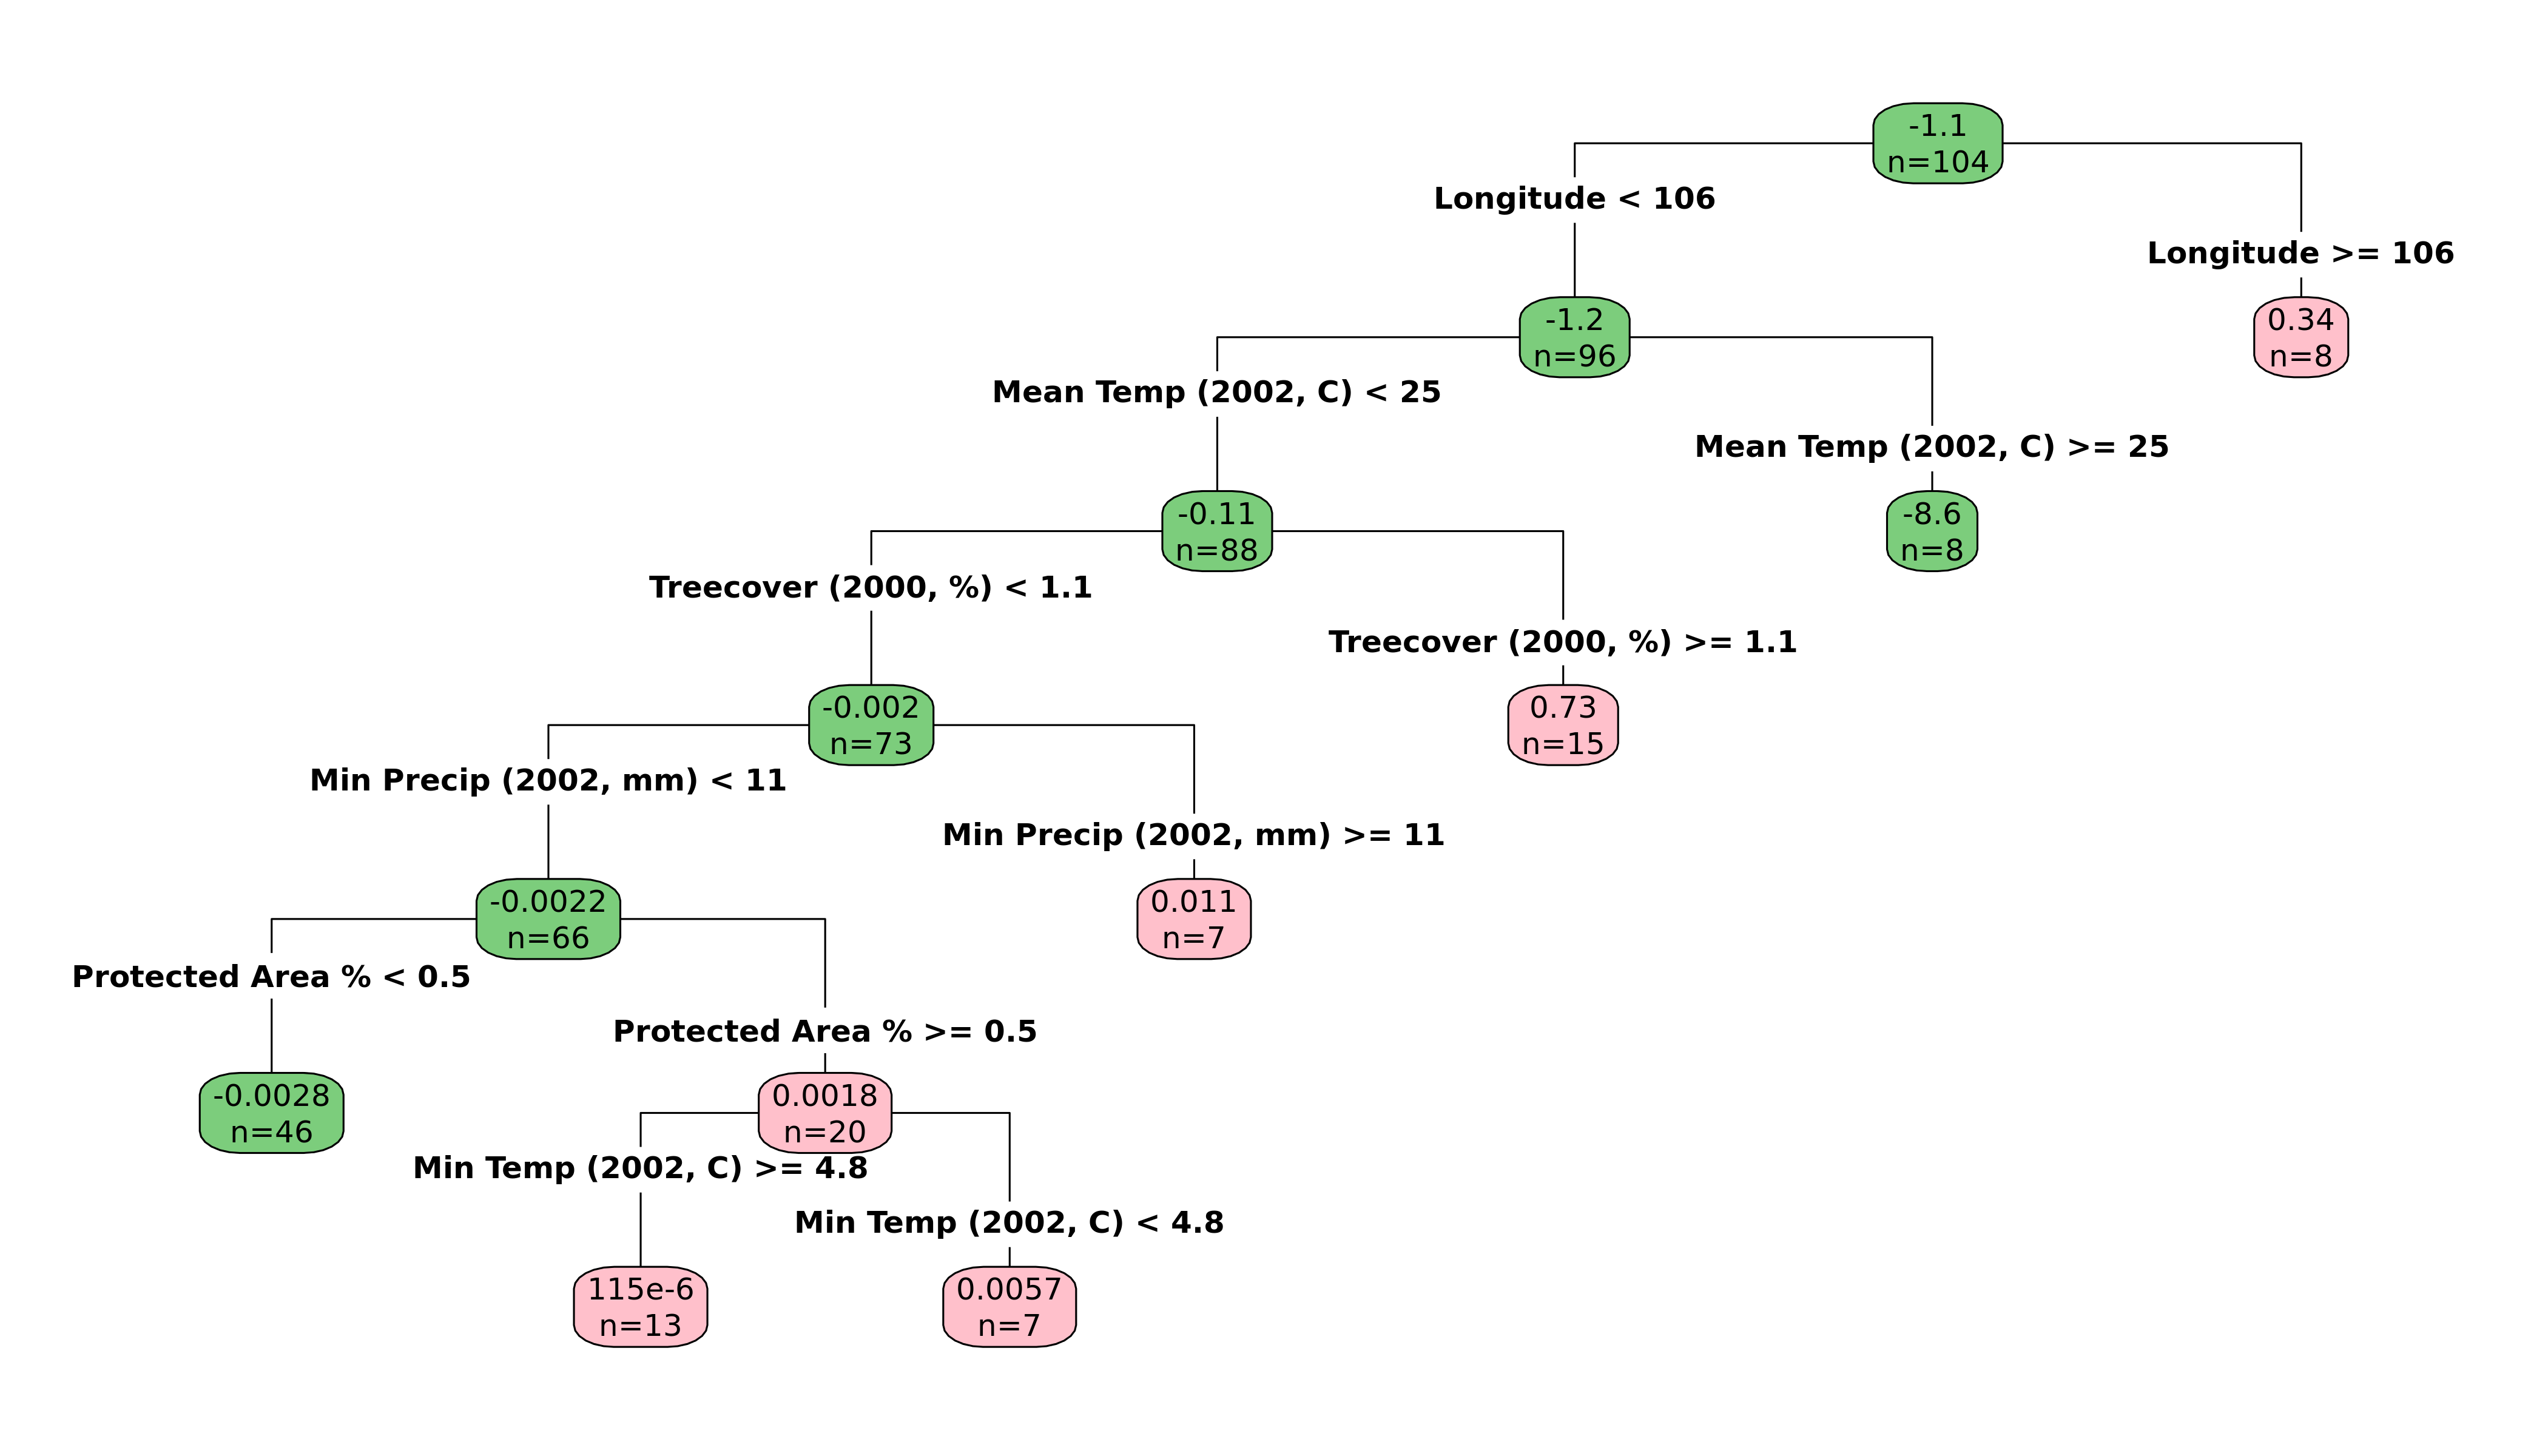 -1.1
n=104
Longitude < 106
Longitude >= 106
-1.2
n=96
0.34
n=8
Mean Temp (2002, C) < 25
Mean Temp (2002, C) >= 25
-0.11
n=88
-8.6
n=8
Treecover (2000, %) < 1.1
Treecover (2000, %) >= 1.1
-0.002
n=73
0.73
n=15
Min Precip (2002, mm) < 11
Min Precip (2002, mm) >= 11
-0.0022
n=66
0.011
n=7
Protected Area % < 0.5
Protected Area % >= 0.5
-0.0028
n=46
0.0018
n=20
Min Temp (2002, C) >= 4.8
Min Temp (2002, C) < 4.8
115e-6
n=13
0.0057
n=7